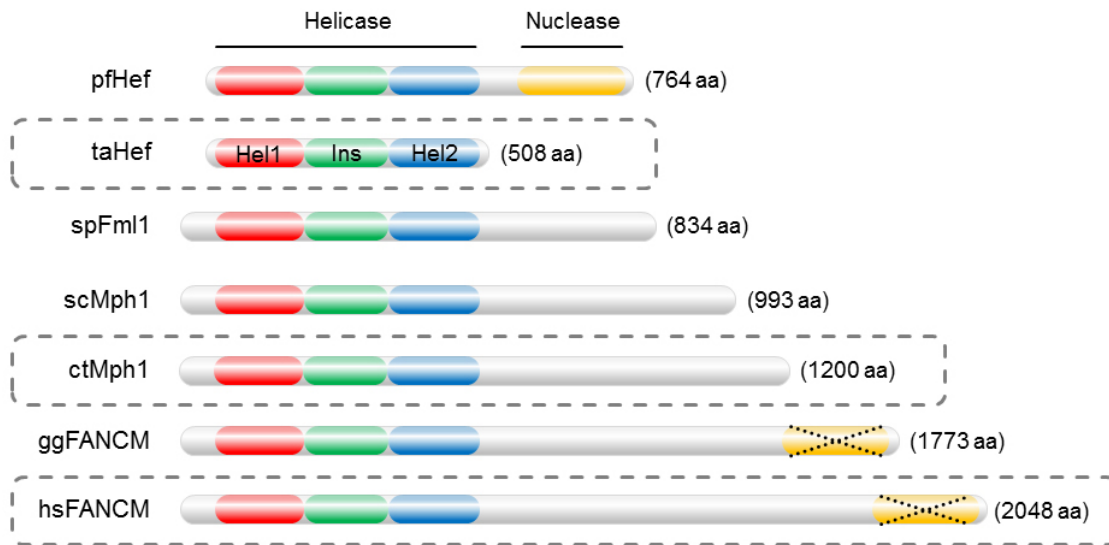 Helicase Nuclease
pfHef (764 aa)
taHef Hel1 Ins Hel2 (508 aa)
spFml1 (834 aa)
scMph1 (993 aa)
ctMph1 (1200 aa)
ggFANCM (1773 aa)
hsFANCM (2048 aa)